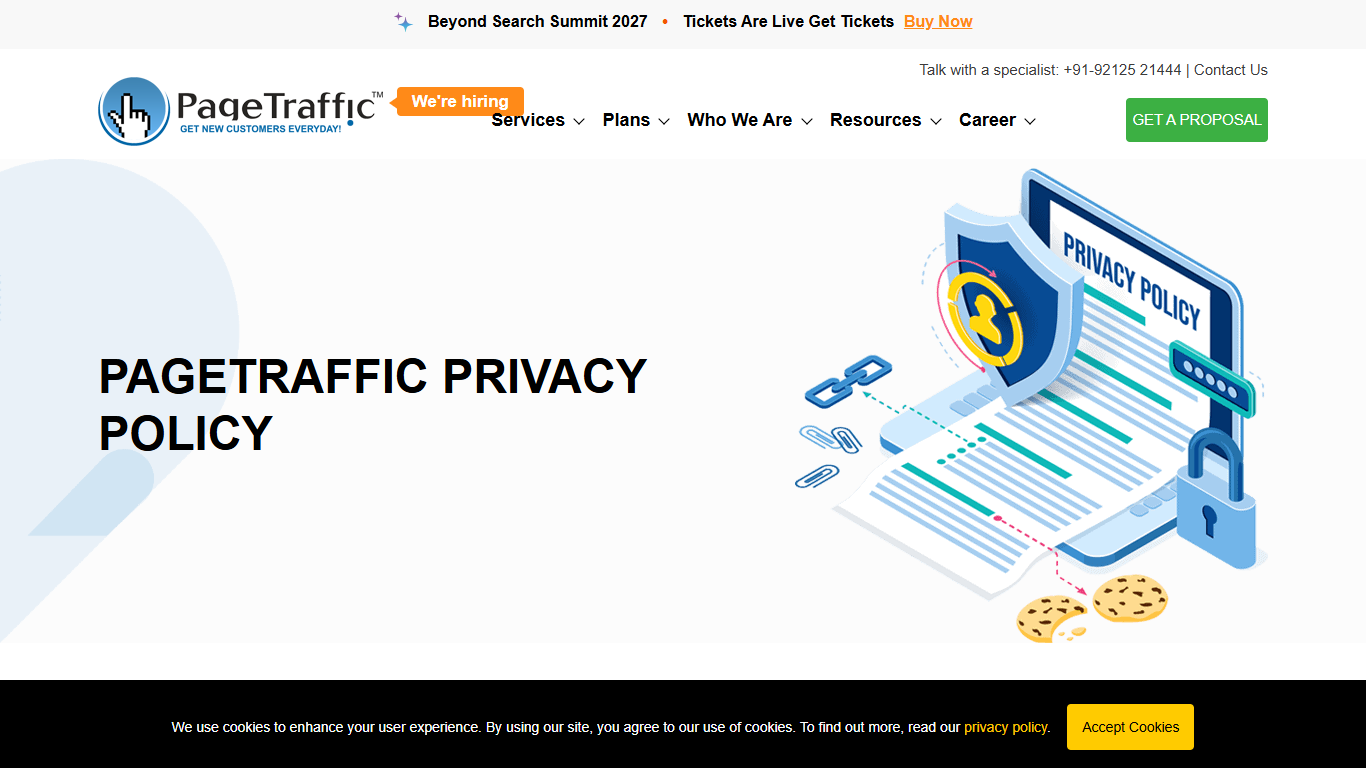 Beyond Search Summit 2027 • Tickets Are Live Get Tickets Buy Now
Talk with a specialist: +91-92125 21444 | Contact Us
PageTraffic™
GET NEW CUSTOMERS EVERYDAY!
We're hiring
Services Plans Who We Are Resources Career
GET A PROPOSAL
PRIVACY POLICY
PAGETRAFFIC PRIVACY
POLICY
We use cookies to enhance your user experience. By using our site, you agree to our use of cookies. To find out more, read our privacy policy.
Accept Cookies